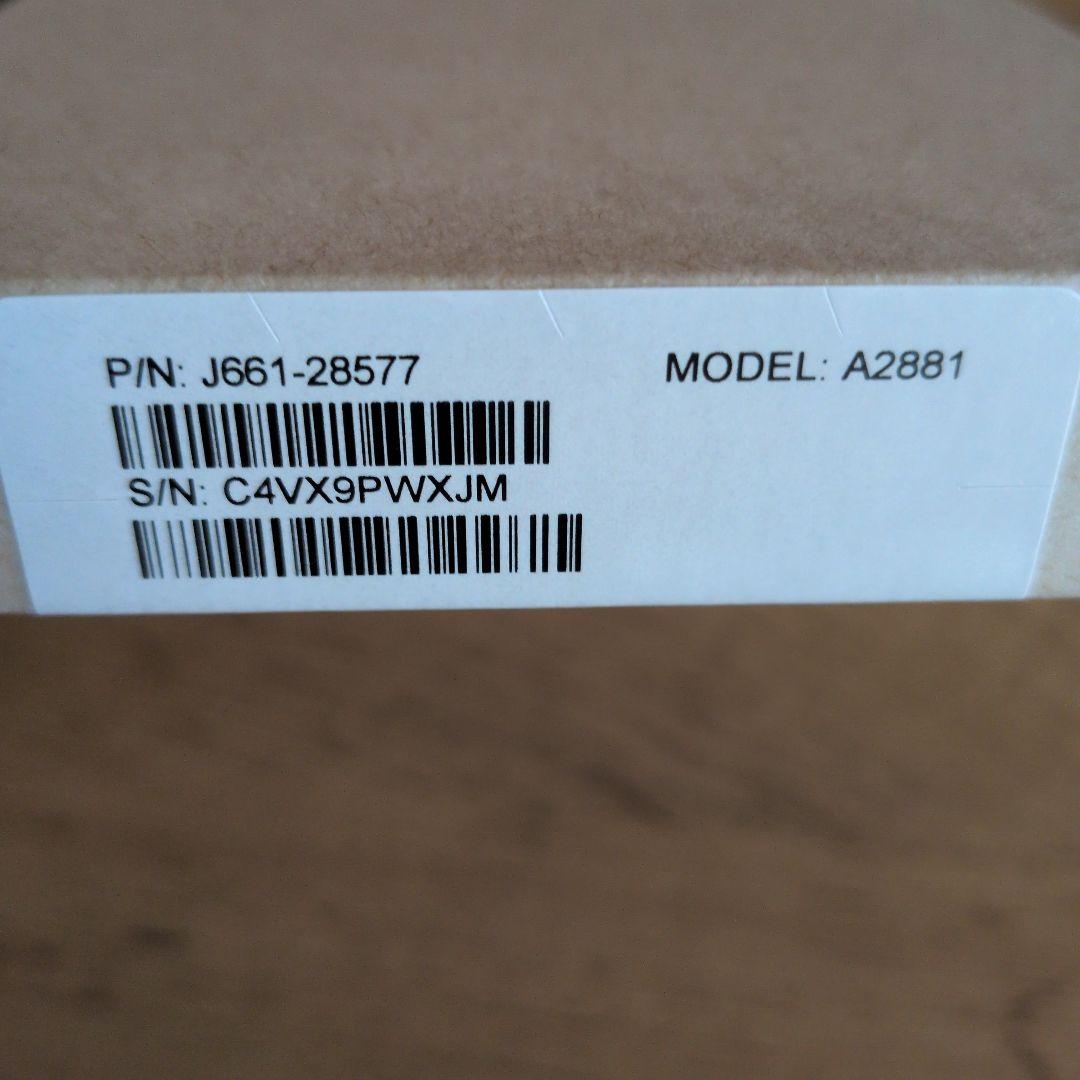 P/N: J661-28577
MODEL: A2881
S/N: C4VX9PWXJM